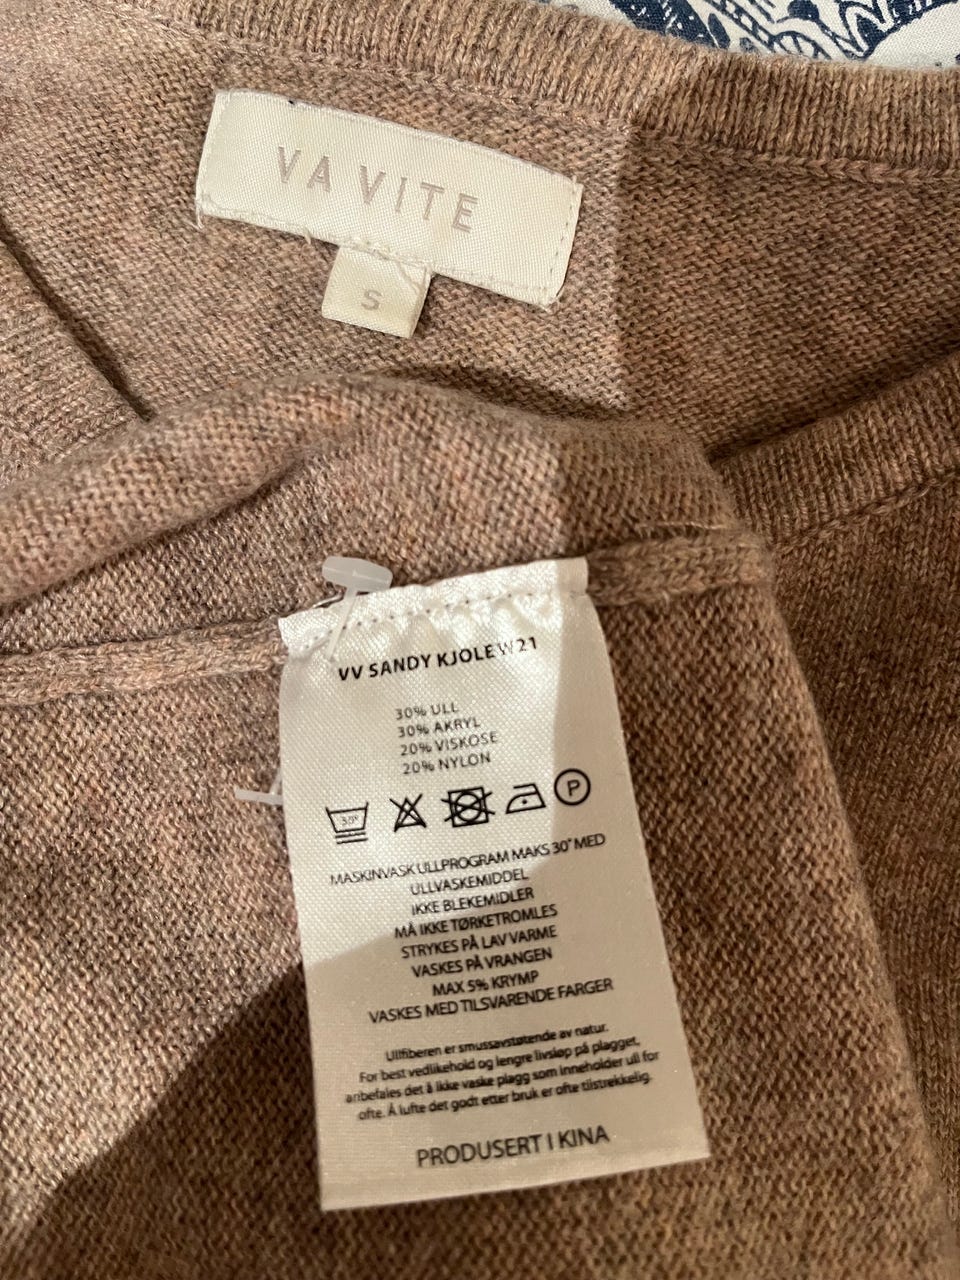 VA VITE
S
VV SANDY KJOLE W21
30% ULL
30% AKRYL
20% VISKOSE
20% NYLON
30°
P
MASKINVASK ULLPROGRAM MAKS 30° MED
ULLVASKEMIDDEL
IKKE BLEKEMIDLER
MÅ IKKE TØRKETROMLES
STRYKES PÅ LAV VARME
VASKES PÅ VRANGEN
MAX 5% KRYMP
VASKES MED TILSVARENDE FARGER
Ullfiberen er smussavstøtende av natur.
For best vedlikehold og lengre livsløp på plagget,
anbefales det å ikke vaske plagg som inneholder ull for
ofte. Å lufte det godt etter bruk er ofte tilstrekkelig.
PRODUSERT I KINA